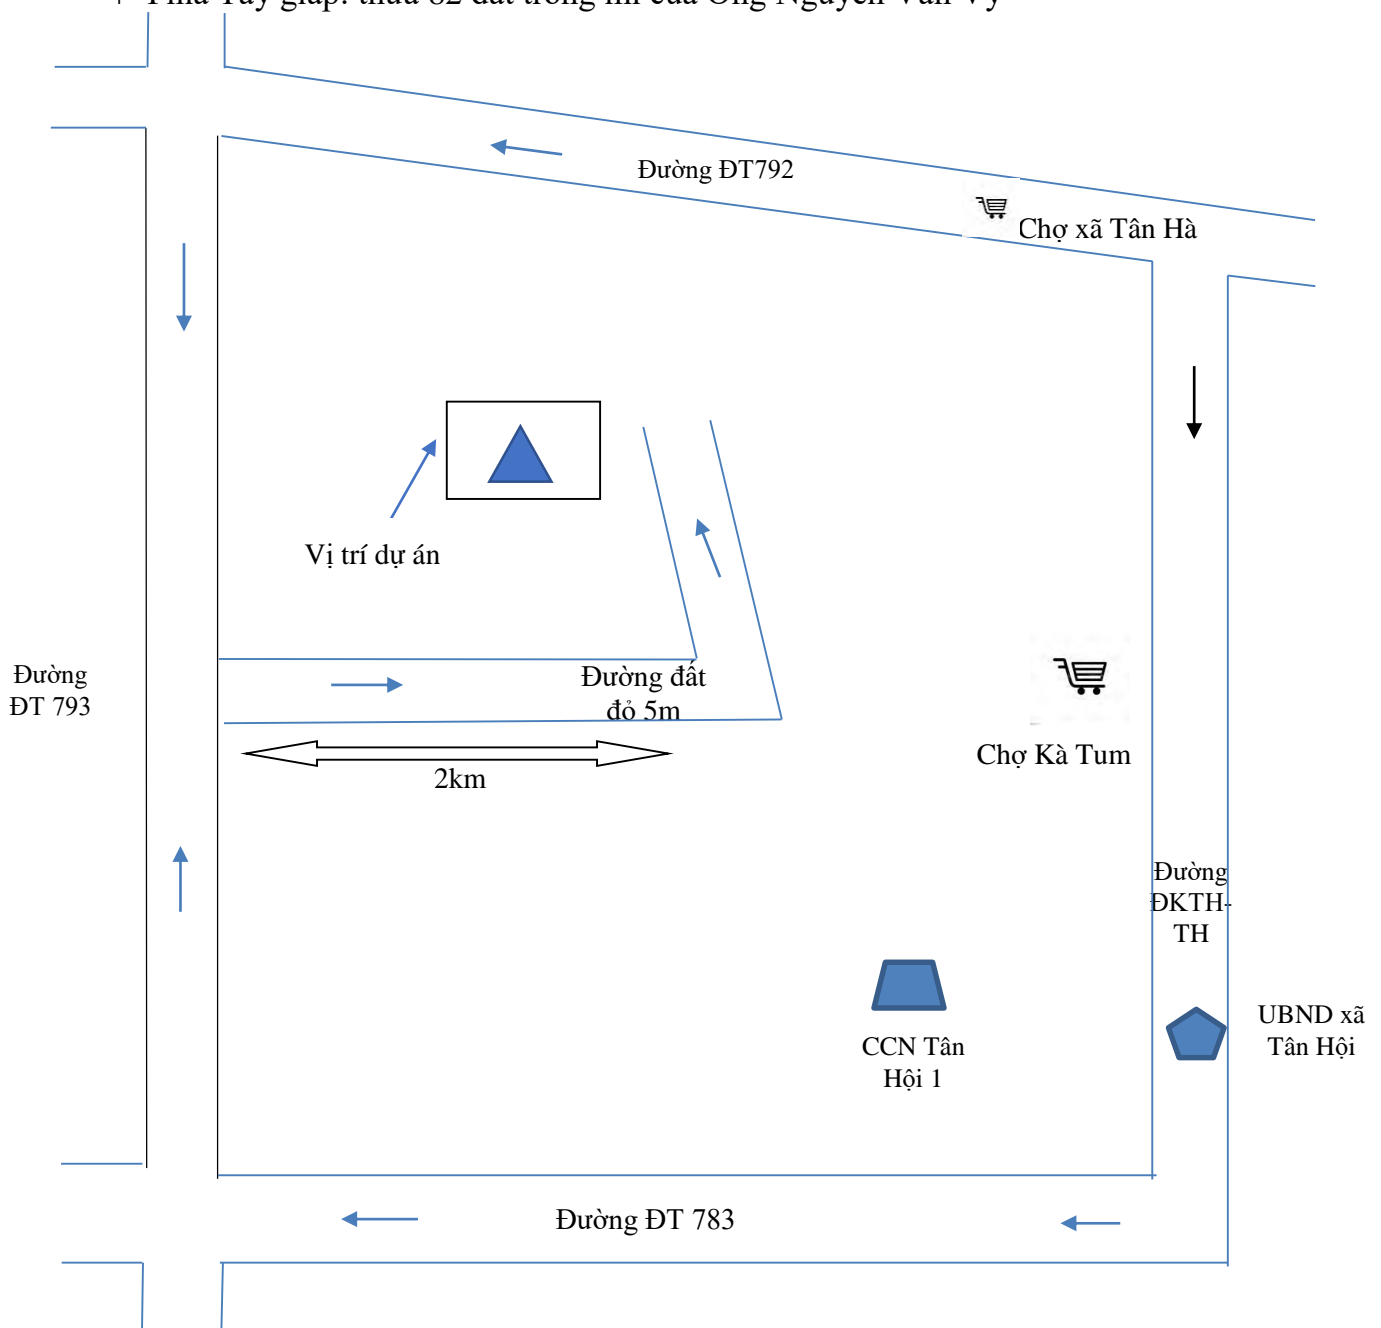 Đường ĐT792
Chợ xã Tân Hà
Vị trí dự án
Đường
ĐT 793
Đường đất
đỏ 5m
2km
Chợ Kà Tum
Đường
ĐKTH-
TH
CCN Tân
Hội 1
UBND xã
Tân Hội
Đường ĐT 783